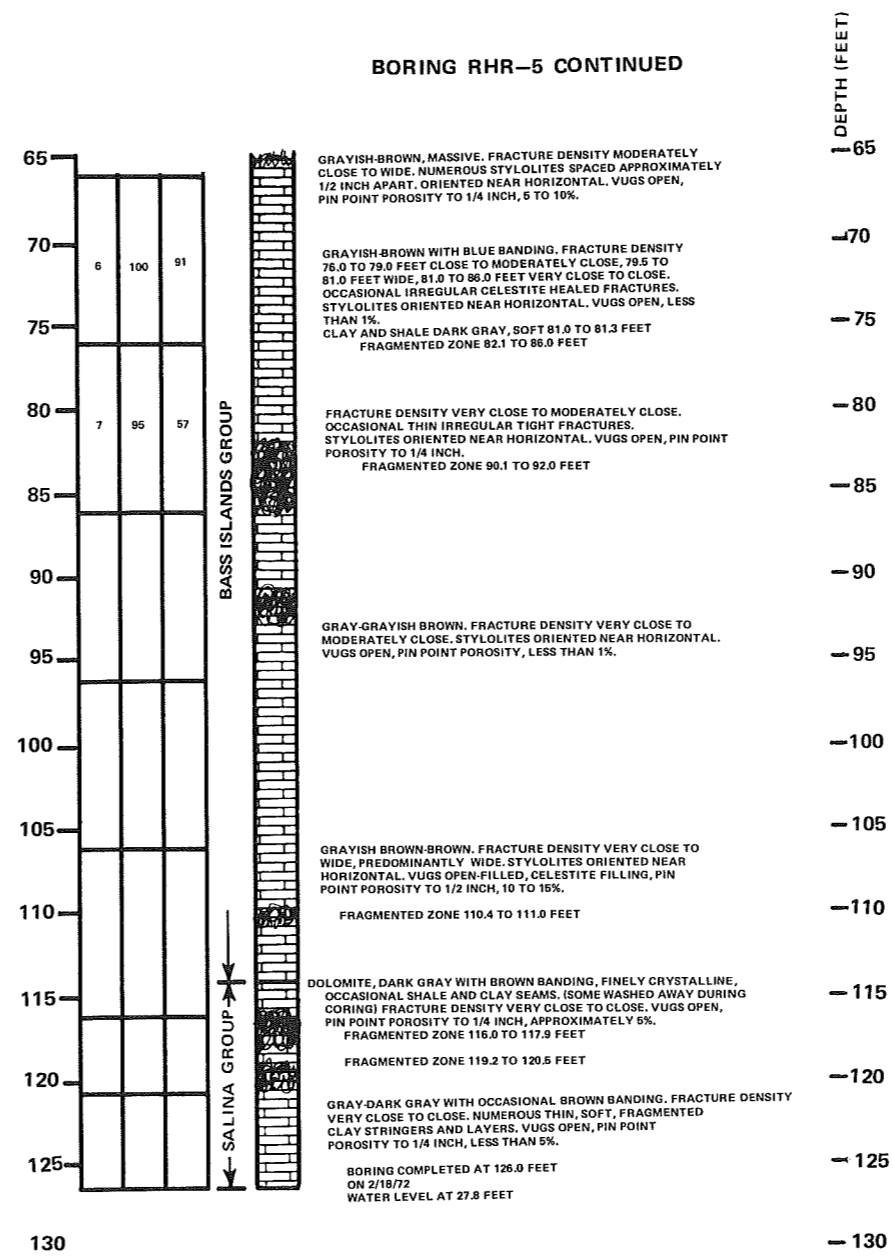 BORING RHR-5 CONTINUED
DEPTH (FEET)
65
70
75
80
85
90
95
100
105
110
115
120
125
130
6 100 91
7 95 57
BASS ISLANDS GROUP
SALINA GROUP
GRAYISH-BROWN, MASSIVE. FRACTURE DENSITY MODERATELY
CLOSE TO WIDE. NUMEROUS STYLOLITES SPACED APPROXIMATELY
1/2 INCH APART. ORIENTED NEAR HORIZONTAL. VUGS OPEN,
PIN POINT POROSITY TO 1/4 INCH, 5 TO 10%.
GRAYISH-BROWN WITH BLUE BANDING. FRACTURE DENSITY
76.0 TO 79.0 FEET CLOSE TO MODERATELY CLOSE, 79.5 TO
81.0 FEET WIDE, 81.0 TO 86.0 FEET VERY CLOSE TO CLOSE.
OCCASIONAL IRREGULAR CELESTITE HEALED FRACTURES.
STYLOLITES ORIENTED NEAR HORIZONTAL. VUGS OPEN, LESS
THAN 1%.
CLAY AND SHALE DARK GRAY, SOFT 81.0 TO 81.3 FEET
FRAGMENTED ZONE 82.1 TO 86.0 FEET
FRACTURE DENSITY VERY CLOSE TO MODERATELY CLOSE.
OCCASIONAL THIN IRREGULAR TIGHT FRACTURES.
STYLOLITES ORIENTED NEAR HORIZONTAL. VUGS OPEN, PIN POINT
POROSITY TO 1/4 INCH.
FRAGMENTED ZONE 90.1 TO 92.0 FEET
GRAY-GRAYISH BROWN. FRACTURE DENSITY VERY CLOSE TO
MODERATELY CLOSE. STYLOLITES ORIENTED NEAR HORIZONTAL.
VUGS OPEN, PIN POINT POROSITY, LESS THAN 1%.
GRAYISH BROWN-BROWN. FRACTURE DENSITY VERY CLOSE TO
WIDE, PREDOMINANTLY WIDE. STYLOLITES ORIENTED NEAR
HORIZONTAL. VUGS OPEN-FILLED, CELESTITE FILLING, PIN
POINT POROSITY TO 1/2 INCH, 10 TO 15%.
FRAGMENTED ZONE 110.4 TO 111.0 FEET
DOLOMITE, DARK GRAY WITH BROWN BANDING, FINELY CRYSTALLINE,
OCCASIONAL SHALE AND CLAY SEAMS. (SOME WASHED AWAY DURING
CORING) FRACTURE DENSITY VERY CLOSE TO CLOSE. VUGS OPEN,
PIN POINT POROSITY TO 1/4 INCH, APPROXIMATELY 5%.
FRAGMENTED ZONE 116.0 TO 117.9 FEET
FRAGMENTED ZONE 119.2 TO 120.5 FEET
GRAY-DARK GRAY WITH OCCASIONAL BROWN BANDING. FRACTURE DENSITY
VERY CLOSE TO CLOSE. NUMEROUS THIN, SOFT, FRAGMENTED
CLAY STRINGERS AND LAYERS. VUGS OPEN, PIN POINT
POROSITY TO 1/4 INCH, LESS THAN 5%.
BORING COMPLETED AT 126.0 FEET
ON 2/18/72
WATER LEVEL AT 27.8 FEET
65
70
75
80
85
90
95
100
105
110
115
120
125
130